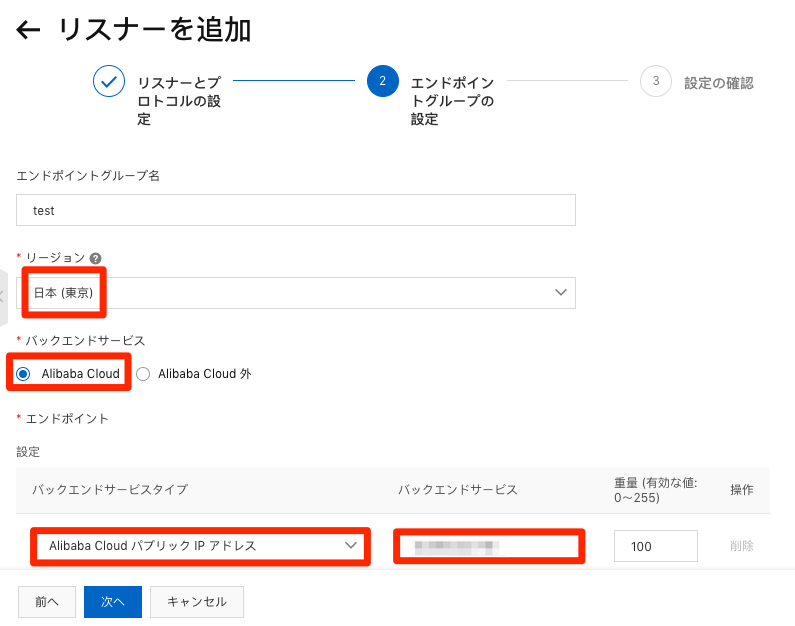 ← リスナーを追加
リスナーとプ
ロトコルの設
定
2
エンドポイン
トグループの
設定
3
設定の確認
エンドポイントグループ名
test
* リージョン ?
日本 (東京)
* バックエンドサービス
Alibaba Cloud
Alibaba Cloud 外
* エンドポイント
設定
バックエンドサービスタイプ
バックエンドサービス
重量 (有効な値:
0~255)
操作
Alibaba Cloud パブリック IP アドレス
100
削除
前へ
次へ
キャンセル